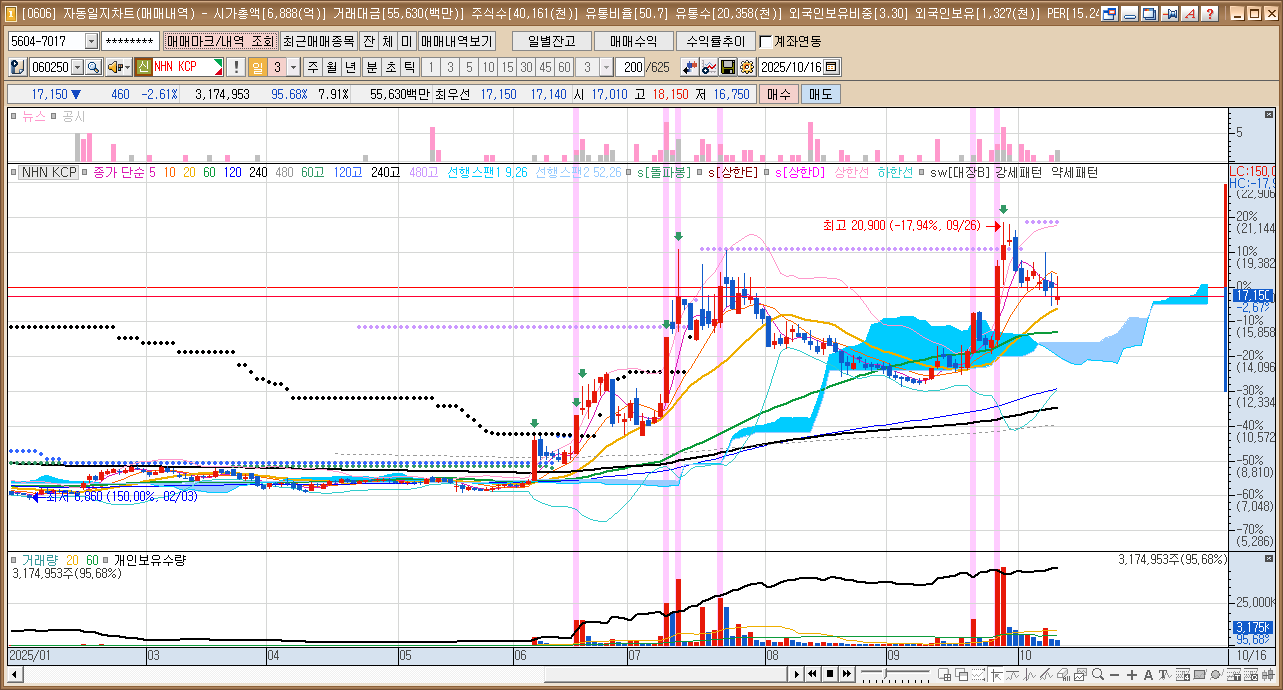 [0606] 자동일지차트(매매내역) - 시가총액[6,888(억)] 거래대금[55,630(백만)] 주식수[40,161(천)] 유통비율[50.7] 유통수[20,358(천)] 외국인보유비중[3.30] 외국인보유[1,327(천)] PER[15.24
5604-7017 ******** 매매마크/내역 조회 최근매매종목 잔 체 미 매매내역보기 일별잔고 매매수익 수익률추이 계좌연동
060250 신 NHN KCP ! 일 3 주 월 년 분 초 틱 1 3 5 10 15 30 45 60 3 200 /625 2025/10/16
17,150 ▼ 460 -2.61% 3,174,953 95.68% 7.91% 55,630백만 최우선 17,150 17,140 시 17,010 고 18,150 저 16,750 매수 매도
뉴스 공시
5
NHN KCP 종가 단순 5 10 20 60 120 240 480 60고 120고 240고 480고 선행스팬1 9,26 선행스팬2 52,26 s[돌파봉] s[상한E] s[상한D] 상한선 하한선 sw[대장B] 강세패턴 약세패턴
LC:150,0
HC:-17,9
(22,906
20%
(21,144
최고 20,900 (-17.94%, 09/26)
10%
(19,382
0%
17,150
-2.67%
-10%
(15,858
-20%
(14,096
-30%
(12,334
-40%
(10,572
-50%
(8,810)
최저 6,860 (150.00%, 02/03)
-60%
(7,048)
-70%
(5,286)
거래량 20 60 개인보유수량
3,174,953주(95.68%)
3,174,953주(95.68%)
25,000K
3,175K
95.68%
2025/01 03 04 05 06 07 08 09 10 10/16